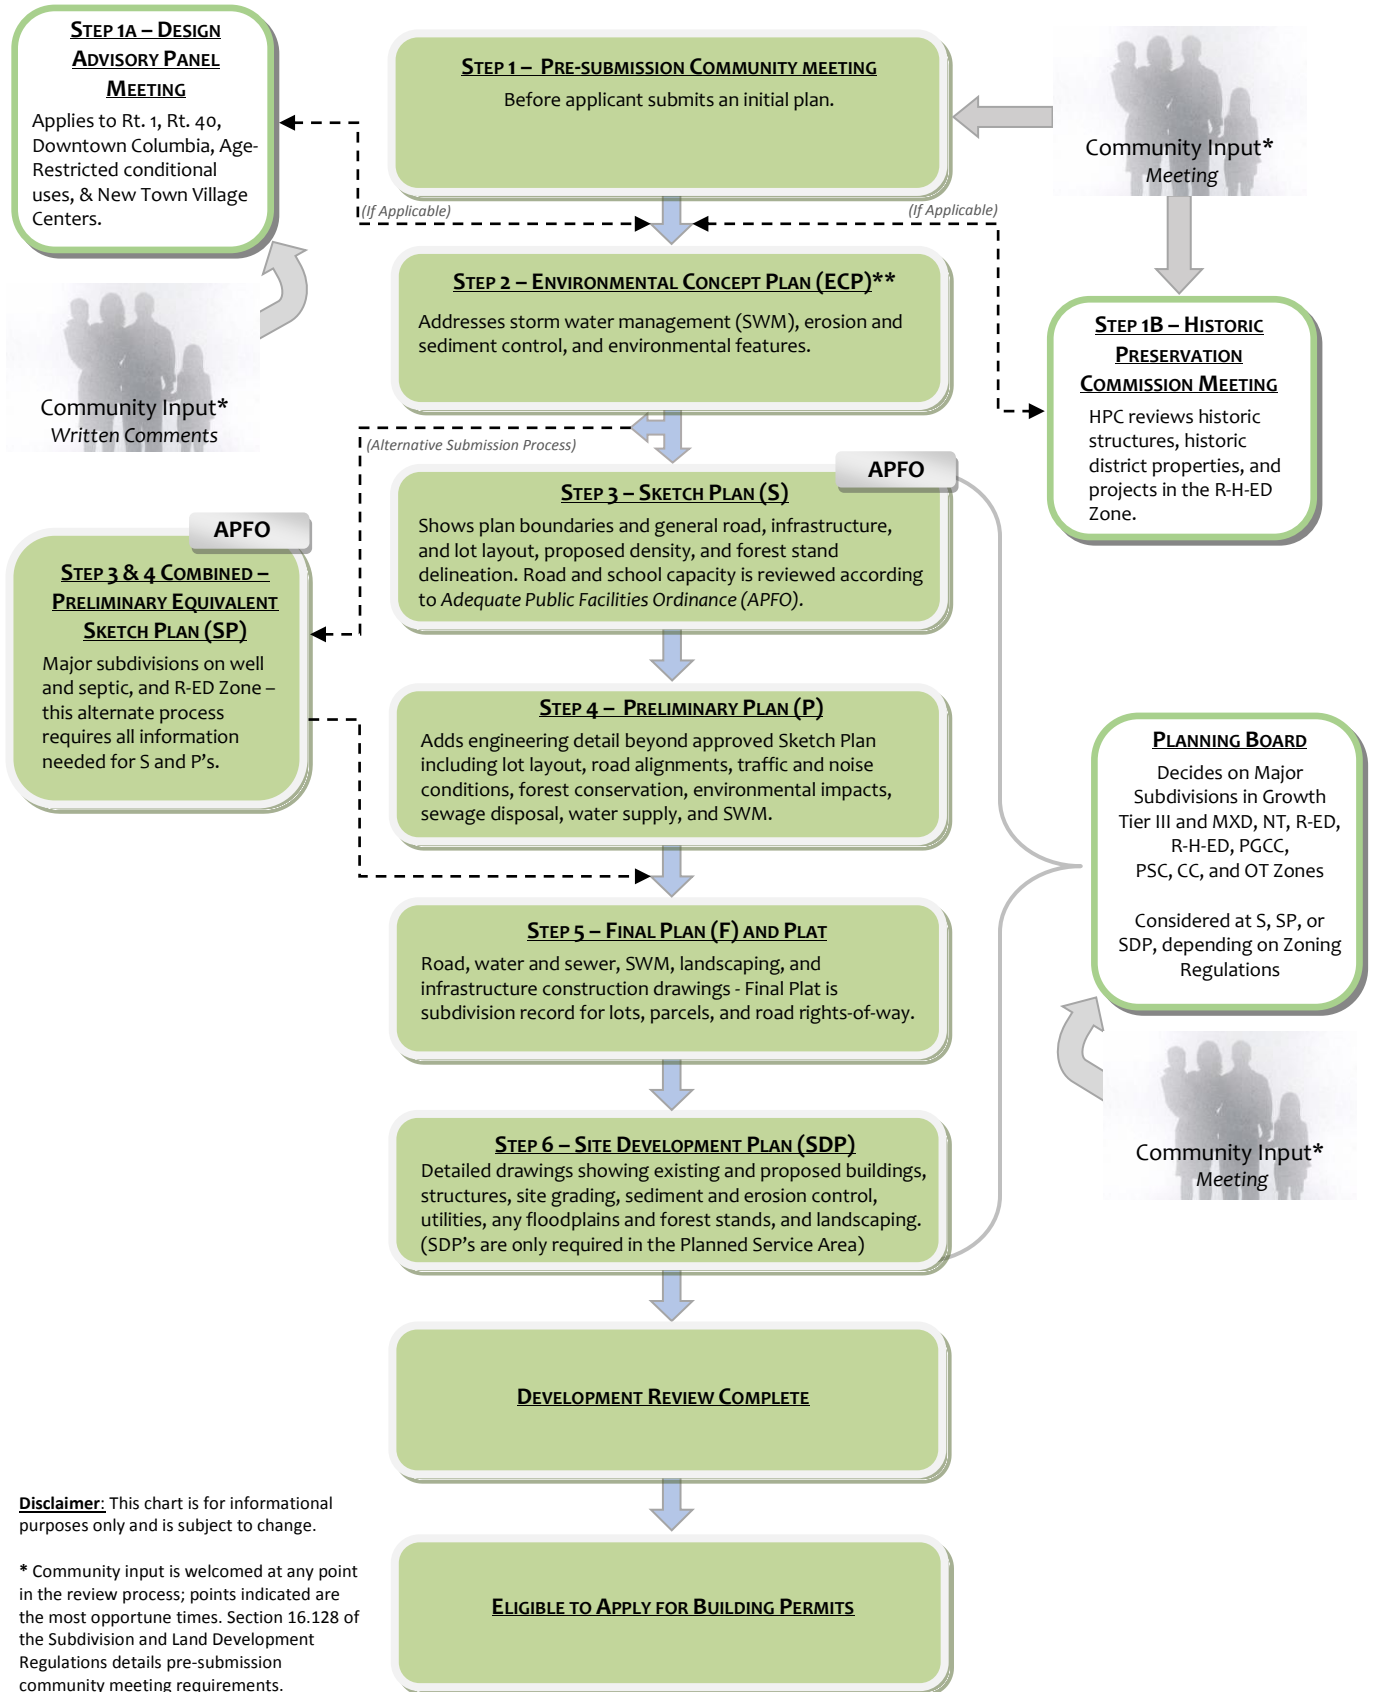 STEP 1A – DESIGN
ADVISORY PANEL
MEETING
Applies to Rt. 1, Rt. 40,
Downtown Columbia, Age-
Restricted conditional
uses, & New Town Village
Centers.
STEP 1 – PRE-SUBMISSION COMMUNITY MEETING
Before applicant submits an initial plan.
Community Input*
Meeting
(If Applicable)
(If Applicable)
STEP 2 – ENVIRONMENTAL CONCEPT PLAN (ECP)**
Addresses storm water management (SWM), erosion and
sediment control, and environmental features.
Community Input*
Written Comments
STEP 1B – HISTORIC
PRESERVATION
COMMISSION MEETING
HPC reviews historic
structures, historic
district properties, and
projects in the R-H-ED
Zone.
(Alternative Submission Process)
APFO
STEP 3 – SKETCH PLAN (S)
Shows plan boundaries and general road, infrastructure,
and lot layout, proposed density, and forest stand
delineation. Road and school capacity is reviewed according
to Adequate Public Facilities Ordinance (APFO).
APFO
STEP 3 & 4 COMBINED –
PRELIMINARY EQUIVALENT
SKETCH PLAN (SP)
Major subdivisions on well
and septic, and R-ED Zone –
this alternate process
requires all information
needed for S and P's.
STEP 4 – PRELIMINARY PLAN (P)
Adds engineering detail beyond approved Sketch Plan
including lot layout, road alignments, traffic and noise
conditions, forest conservation, environmental impacts,
sewage disposal, water supply, and SWM.
PLANNING BOARD
Decides on Major
Subdivisions in Growth
Tier III and MXD, NT, R-ED,
R-H-ED, PGCC,
PSC, CC, and OT Zones
Considered at S, SP, or
SDP, depending on Zoning
Regulations
STEP 5 – FINAL PLAN (F) AND PLAT
Road, water and sewer, SWM, landscaping, and
infrastructure construction drawings - Final Plat is
subdivision record for lots, parcels, and road rights-of-way.
Community Input*
Meeting
STEP 6 – SITE DEVELOPMENT PLAN (SDP)
Detailed drawings showing existing and proposed buildings,
structures, site grading, sediment and erosion control,
utilities, any floodplains and forest stands, and landscaping.
(SDP's are only required in the Planned Service Area)
DEVELOPMENT REVIEW COMPLETE
ELIGIBLE TO APPLY FOR BUILDING PERMITS
Disclaimer: This chart is for informational
purposes only and is subject to change.
* Community input is welcomed at any point
in the review process; points indicated are
the most opportune times. Section 16.128 of
the Subdivision and Land Development
Regulations details pre-submission
community meeting requirements.